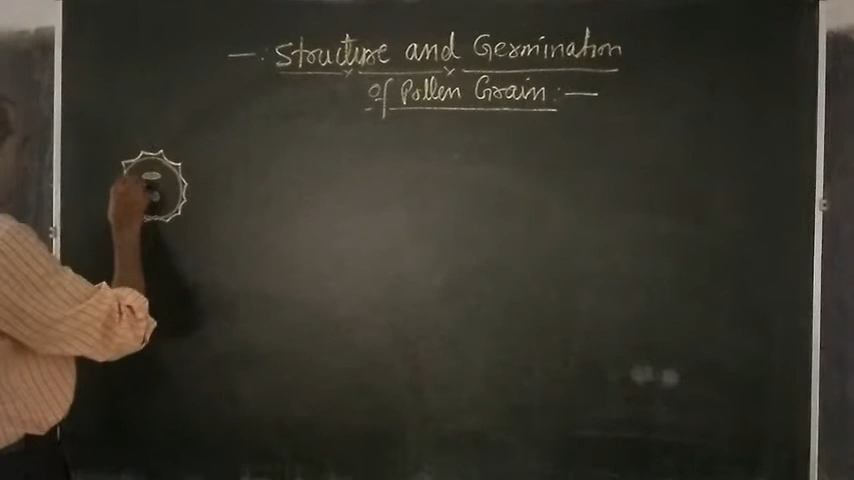 —: Structure and Germination
of Pollen Grain :—